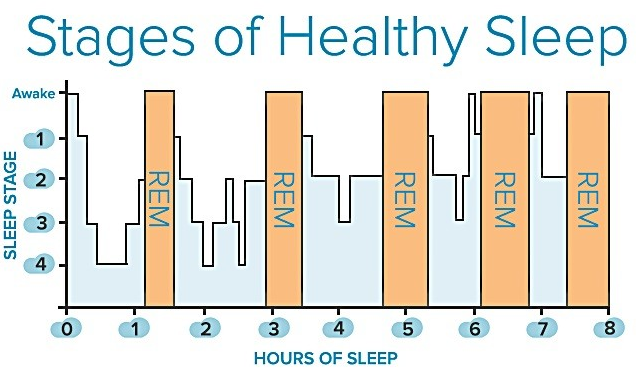 Stages of Healthy Sleep
Awake
1
2
3
4
SLEEP STAGE
REM
REM
REM
REM
REM
0 1 2 3 4 5 6 7 8
HOURS OF SLEEP